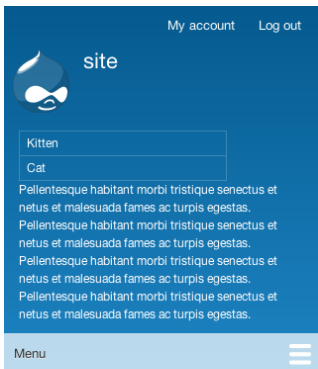 My account Log out
site
Kitten
Cat
Pellentesque habitant morbi tristique senectus et
netus et malesuada fames ac turpis egestas.
Pellentesque habitant morbi tristique senectus et
netus et malesuada fames ac turpis egestas.
Pellentesque habitant morbi tristique senectus et
netus et malesuada fames ac turpis egestas.
Pellentesque habitant morbi tristique senectus et
netus et malesuada fames ac turpis egestas.
Menu